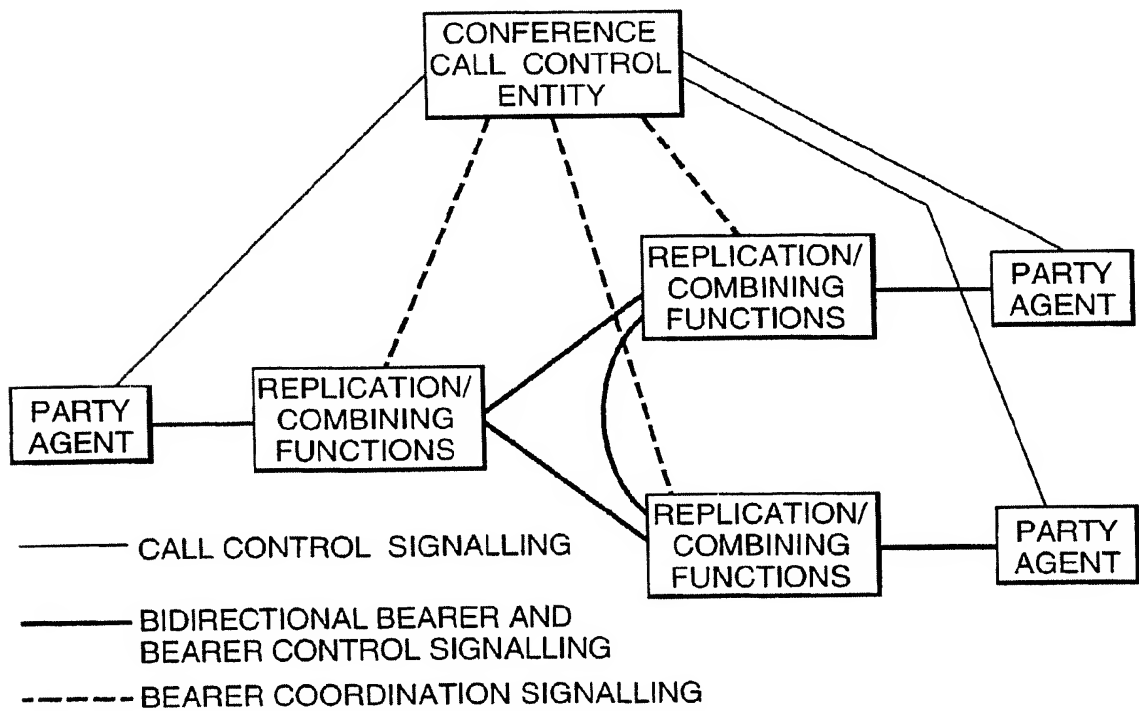 CONFERENCE
CALL CONTROL
ENTITY
REPLICATION/
COMBINING
FUNCTIONS
PARTY
AGENT
PARTY
AGENT
REPLICATION/
COMBINING
FUNCTIONS
REPLICATION/
COMBINING
FUNCTIONS
PARTY
AGENT
CALL CONTROL SIGNALLING
BIDIRECTIONAL BEARER AND
BEARER CONTROL SIGNALLING
BEARER COORDINATION SIGNALLING